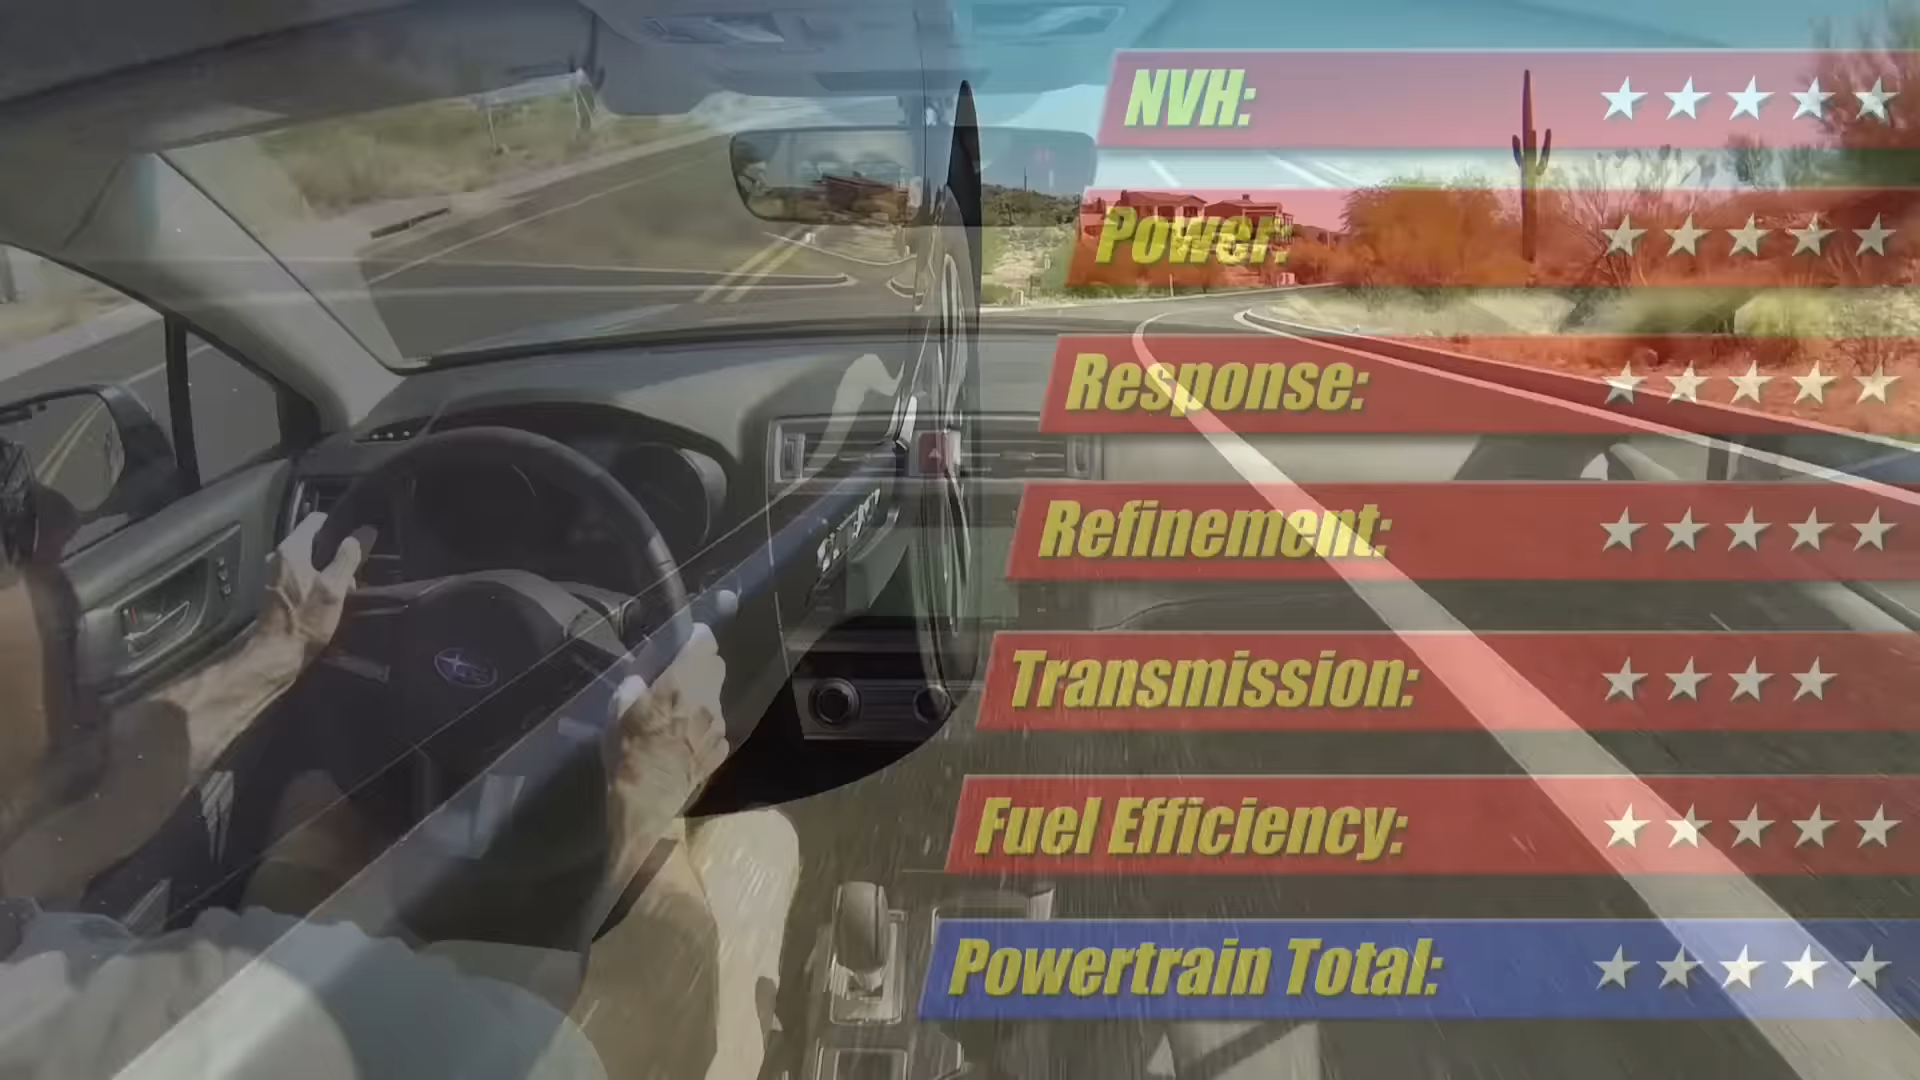 NVH: ★ ★ ★ ★ ★
Power: ★ ★ ★ ★ ★
Response: ★ ★ ★ ★ ★
Refinement: ★ ★ ★ ★ ★
Transmission: ★ ★ ★ ★
Fuel Efficiency: ★ ★ ★ ★ ★
Powertrain Total: ★ ★ ★ ★ ★